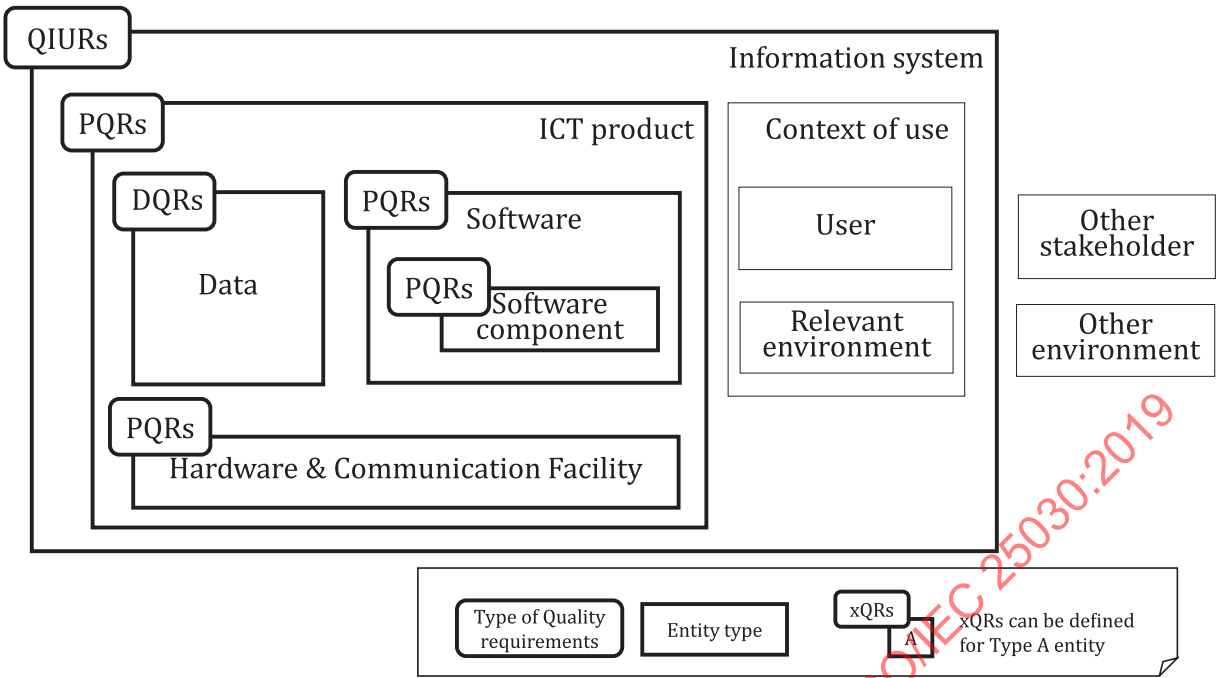 QIURs
Information system
PQRs
ICT product
Context of use
DQRs
PQRs
Software
User
Other
stakeholder
Data
PQRs
Software
component
Relevant
environment
Other
environment
PQRs
Hardware & Communication Facility
Type of Quality
requirements
Entity type
xQRs
A
xQRs can be defined
for Type A entity
O/IEC 25030:2019